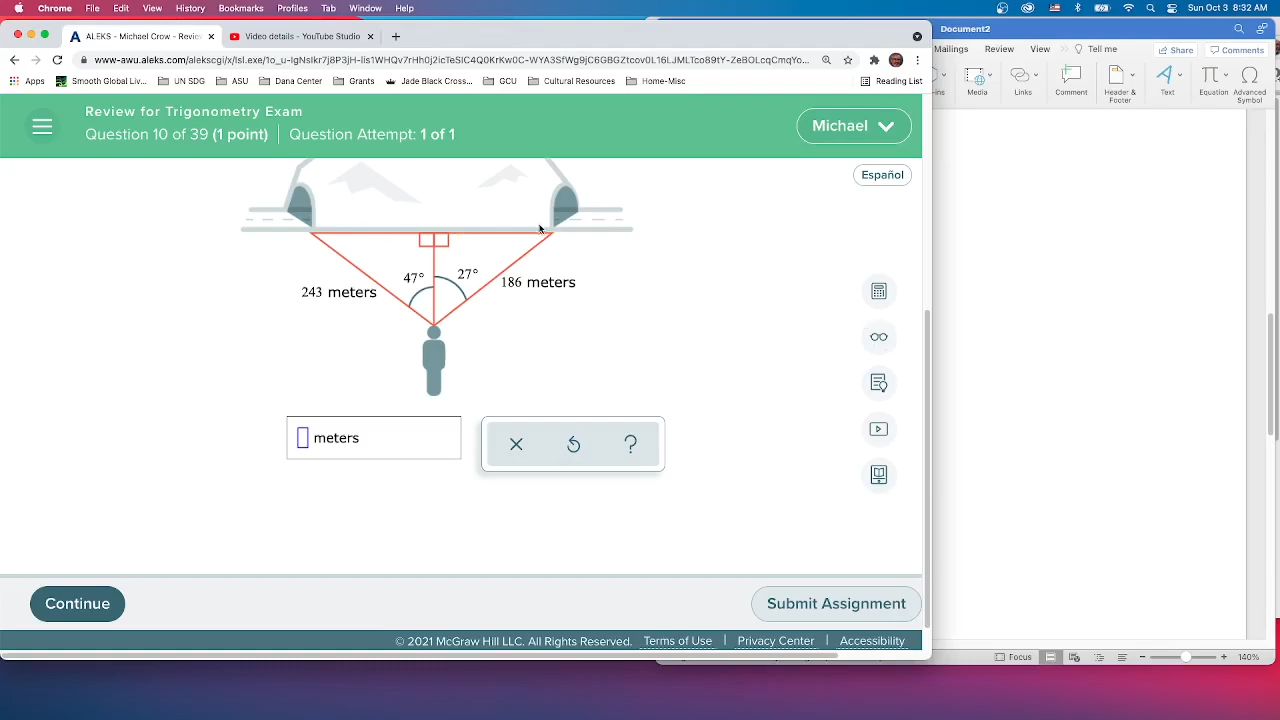 Chrome File Edit View History Bookmarks Profiles Tab Window Help Sun Oct 3 8:32 AM
ALEKS - Michael Crow - Revie Video details - YouTube Studio
Document2
Mailings Review View Tell me Share Comments
Apps Smooth Global Liv... UN SDG ASU Dana Center Grants Jede Black Cross... GCU Cultural Resources Home-Misc Reading List
Media Links Comment Header & Footer Text Equation Advanced Symbol
Review for Trigonometry Exam
Question 10 of 39 (1 point) Question Attempt: 1 of 1
Michael
Español
47° 27°
243 meters 186 meters
meters
Continue
Submit Assignment
© 2021 McGraw Hill LLC. All Rights Reserved. Terms of Use Privacy Center Accessibility
Focus 140%